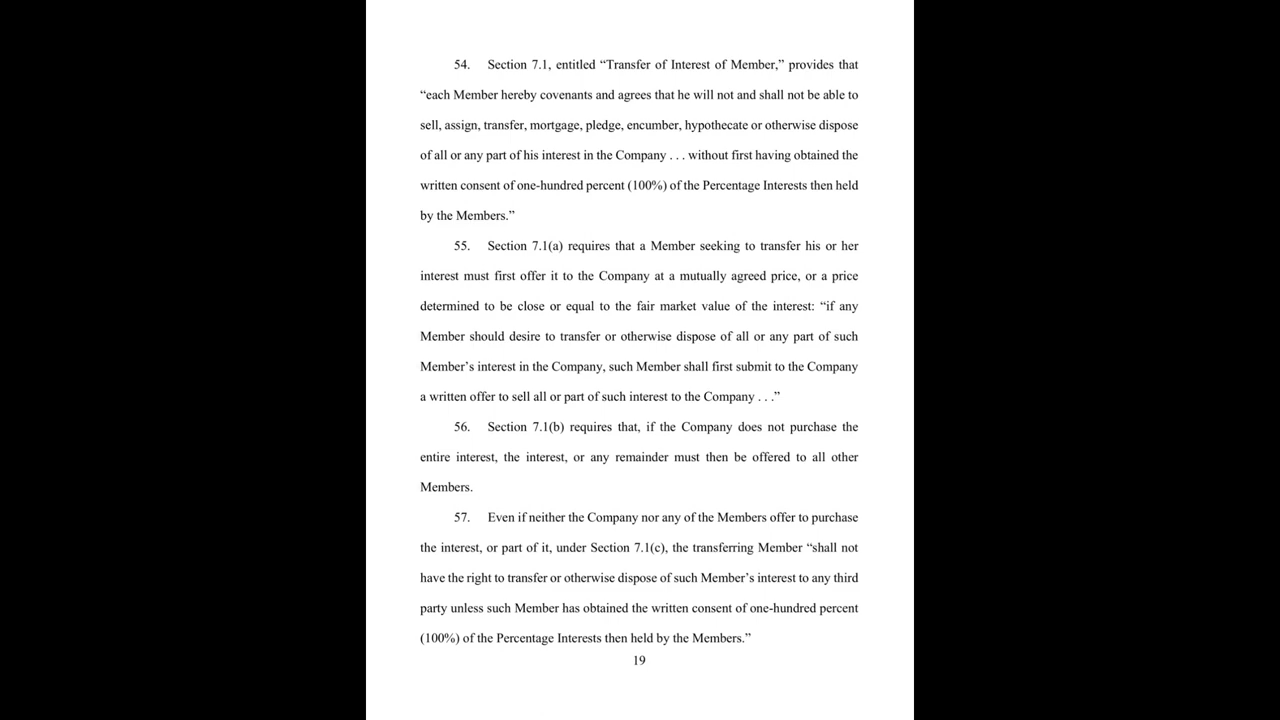 54. Section 7.1, entitled “Transfer of Interest of Member,” provides that
“each Member hereby covenants and agrees that he will not and shall not be able to
sell, assign, transfer, mortgage, pledge, encumber, hypothecate or otherwise dispose
of all or any part of his interest in the Company . . . without first having obtained the
written consent of one-hundred percent (100%) of the Percentage Interests then held
by the Members.”
55. Section 7.1(a) requires that a Member seeking to transfer his or her
interest must first offer it to the Company at a mutually agreed price, or a price
determined to be close or equal to the fair market value of the interest: “if any
Member should desire to transfer or otherwise dispose of all or any part of such
Member’s interest in the Company, such Member shall first submit to the Company
a written offer to sell all or part of such interest to the Company . . .”
56. Section 7.1(b) requires that, if the Company does not purchase the
entire interest, the interest, or any remainder must then be offered to all other
Members.
57. Even if neither the Company nor any of the Members offer to purchase
the interest, or part of it, under Section 7.1(c), the transferring Member “shall not
have the right to transfer or otherwise dispose of such Member’s interest to any third
party unless such Member has obtained the written consent of one-hundred percent
(100%) of the Percentage Interests then held by the Members.”
19